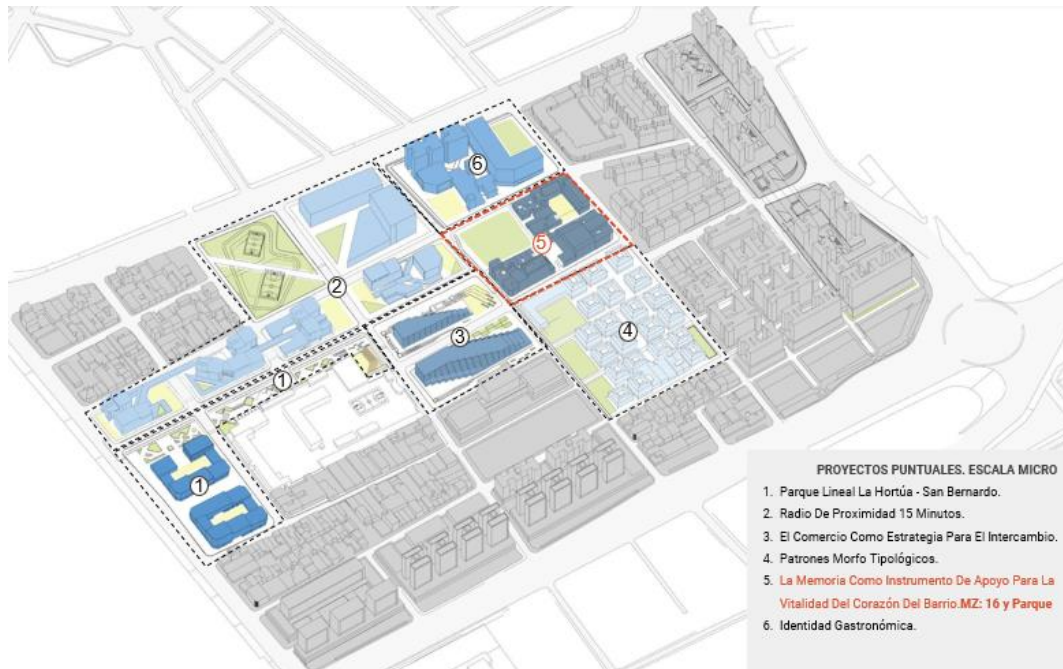 6
5
2
4
3
1
1
PROYECTOS PUNTUALES. ESCALA MICRO
1. Parque Lineal La Hortúa - San Bernardo.
2. Radio De Proximidad 15 Minutos.
3. El Comercio Como Estrategia Para El Intercambio.
4. Patrones Morfo Tipológicos.
5. La Memoria Como Instrumento De Apoyo Para La
Vitalidad Del Corazón Del Barrio.MZ: 16 y Parque
6. Identidad Gastronómica.